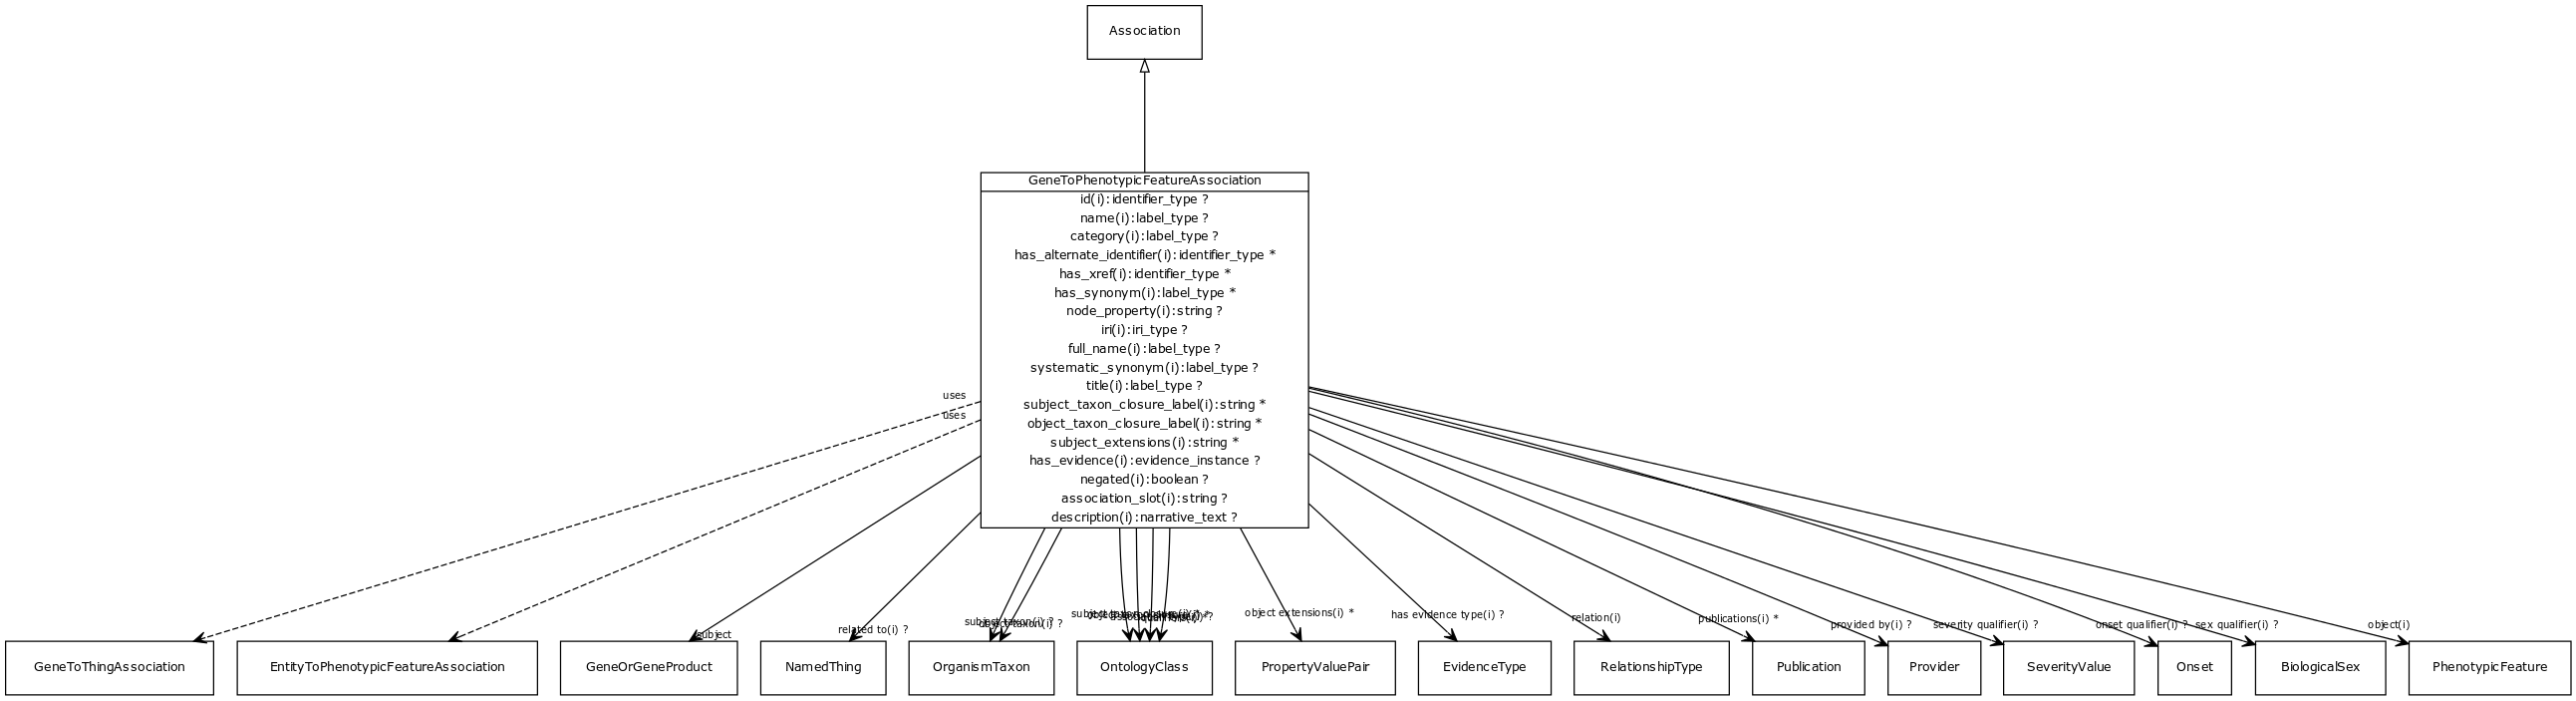 Association
GeneToPhenotypicFeatureAssociation
id(i):identifier_type ?
name(i):label_type ?
category(i):label_type ?
has_alternate_identifier(i):identifier_type *
has_xref(i):identifier_type *
has_synonym(i):label_type *
node_property(i):string ?
iri(i):iri_type ?
full_name(i):label_type ?
systematic_synonym(i):label_type ?
title(i):label_type ?
subject_taxon_closure_label(i):string *
object_taxon_closure_label(i):string *
subject_extensions(i):string *
has_evidence(i):evidence_instance ?
negated(i):boolean ?
association_slot(i):string ?
description(i):narrative_text ?
uses
uses
subject
related to(i) ?
subject taxon(i) ?
object taxon(i) ?
object extensions(i) *
has evidence type(i) ?
relation(i)
publications(i) *
provided by(i) ?
severity qualifier(i) ?
onset qualifier(i) ?
sex qualifier(i) ?
object(i)
GeneToThingAssociation
EntityToPhenotypicFeatureAssociation
GeneOrGeneProduct
NamedThing
OrganismTaxon
OntologyClass
PropertyValuePair
EvidenceType
RelationshipType
Publication
Provider
SeverityValue
Onset
BiologicalSex
PhenotypicFeature